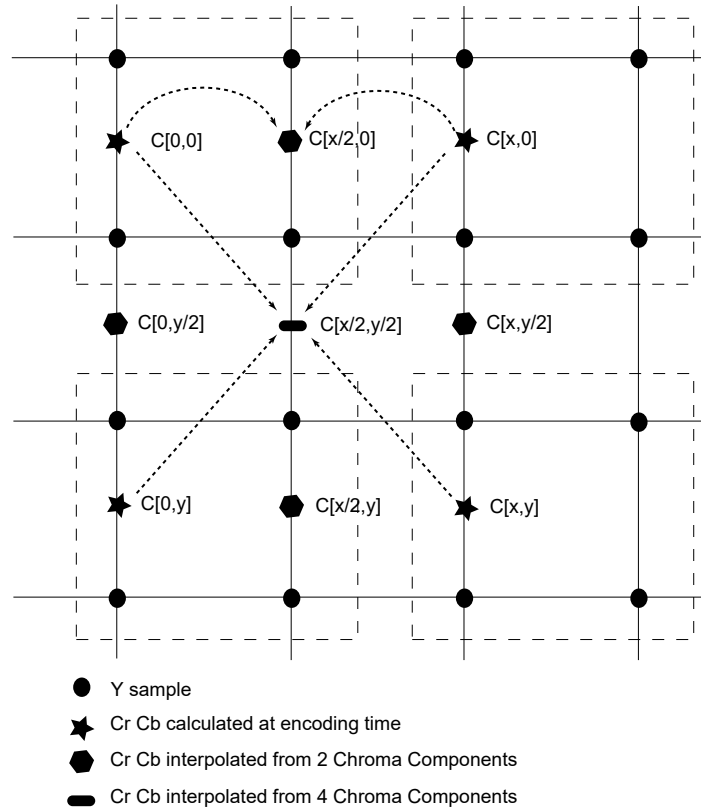 C[0,0]
C[x/2,0]
C[x,0]
C[0,y/2]
C[x/2,y/2]
C[x,y/2]
C[0,y]
C[x/2,y]
C[x,y]
Y sample
Cr Cb calculated at encoding time
Cr Cb interpolated from 2 Chroma Components
Cr Cb interpolated from 4 Chroma Components